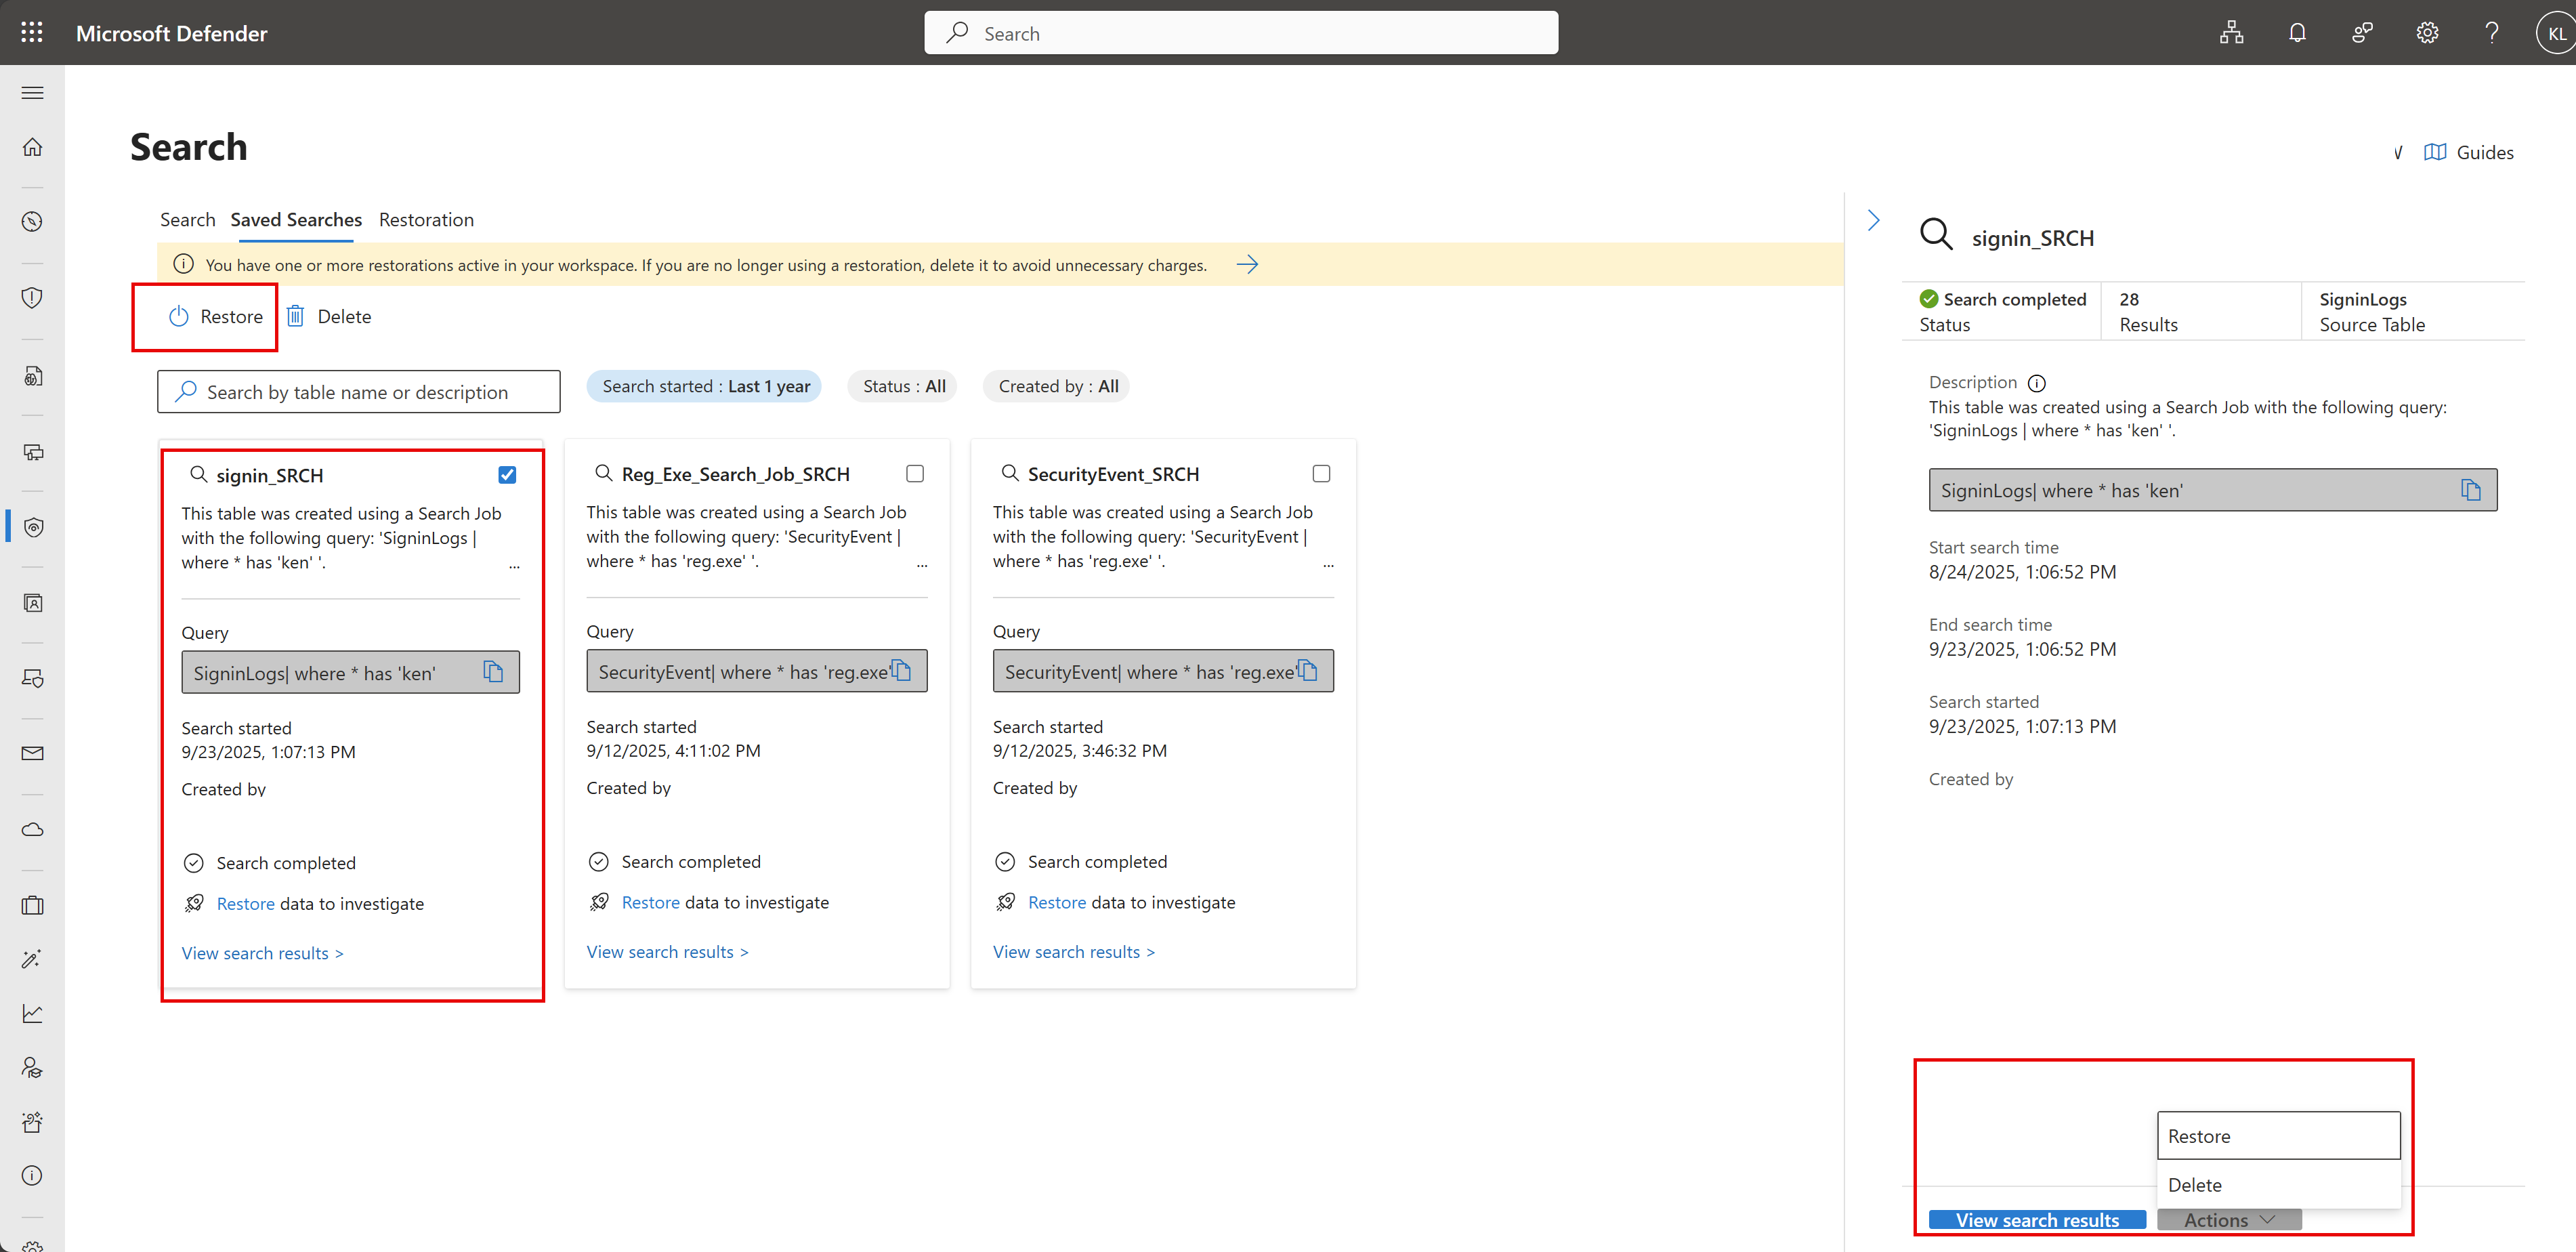 Microsoft Defender
Search
KL
Search
Guides
Search Saved Searches Restoration
You have one or more restorations active in your workspace. If you are no longer using a restoration, delete it to avoid unnecessary charges.
Restore Delete
Search by table name or description
Search started : Last 1 year
Status : All
Created by : All
signin_SRCH
This table was created using a Search Job
with the following query: 'SigninLogs |
where * has 'ken' '.
...
Query
SigninLogs| where * has 'ken'
Search started
9/23/2025, 1:07:13 PM
Created by
Search completed
Restore data to investigate
View search results >
Reg_Exe_Search_Job_SRCH
This table was created using a Search Job
with the following query: 'SecurityEvent |
where * has 'reg.exe' '.
...
Query
SecurityEvent| where * has 'reg.exe'
Search started
9/12/2025, 4:11:02 PM
Created by
Search completed
Restore data to investigate
View search results >
SecurityEvent_SRCH
This table was created using a Search Job
with the following query: 'SecurityEvent |
where * has 'reg.exe' '.
...
Query
SecurityEvent| where * has 'reg.exe'
Search started
9/12/2025, 3:46:32 PM
Created by
Search completed
Restore data to investigate
View search results >
signin_SRCH
Search completed
Status
28
Results
SigninLogs
Source Table
Description
This table was created using a Search Job with the following query:
'SigninLogs | where * has 'ken' '.
SigninLogs| where * has 'ken'
Start search time
8/24/2025, 1:06:52 PM
End search time
9/23/2025, 1:06:52 PM
Search started
9/23/2025, 1:07:13 PM
Created by
Restore
Delete
View search results
Actions